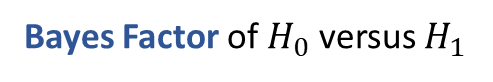 Bayes Factor of H₀ versus H₁